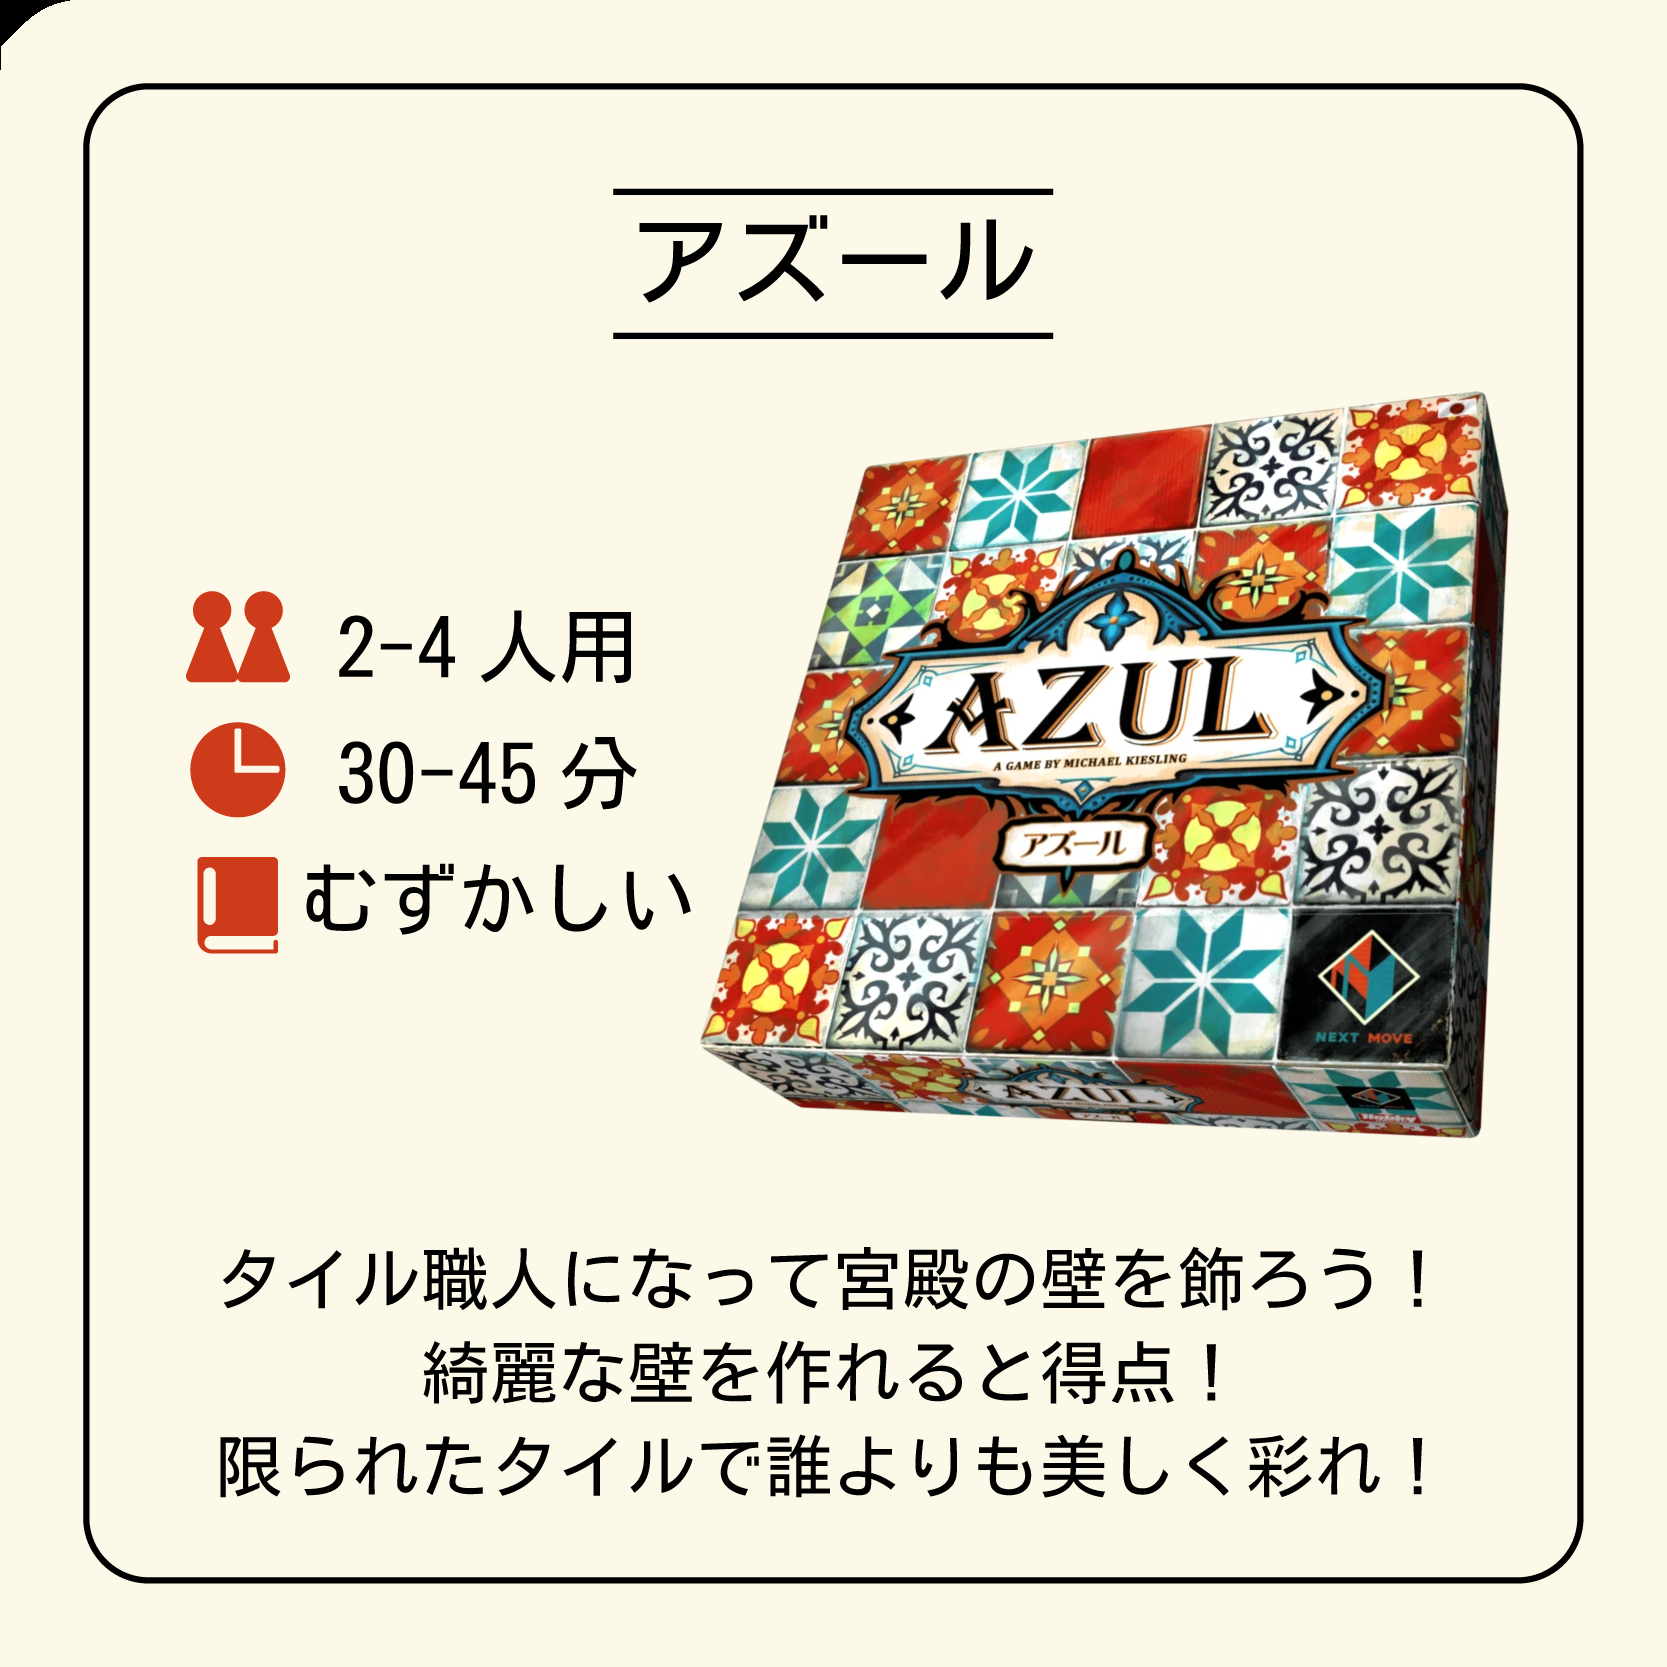 アズール
2-4 人用
30-45 分
むずかしい
AZUL
A GAME BY MICHAEL KIESLING
アズール
NEXT MOVE
AZUL
Hobby
タイル職人になって宮殿の壁を飾ろう！
綺麗な壁を作れると得点！
限られたタイルで誰よりも美しく彩れ！